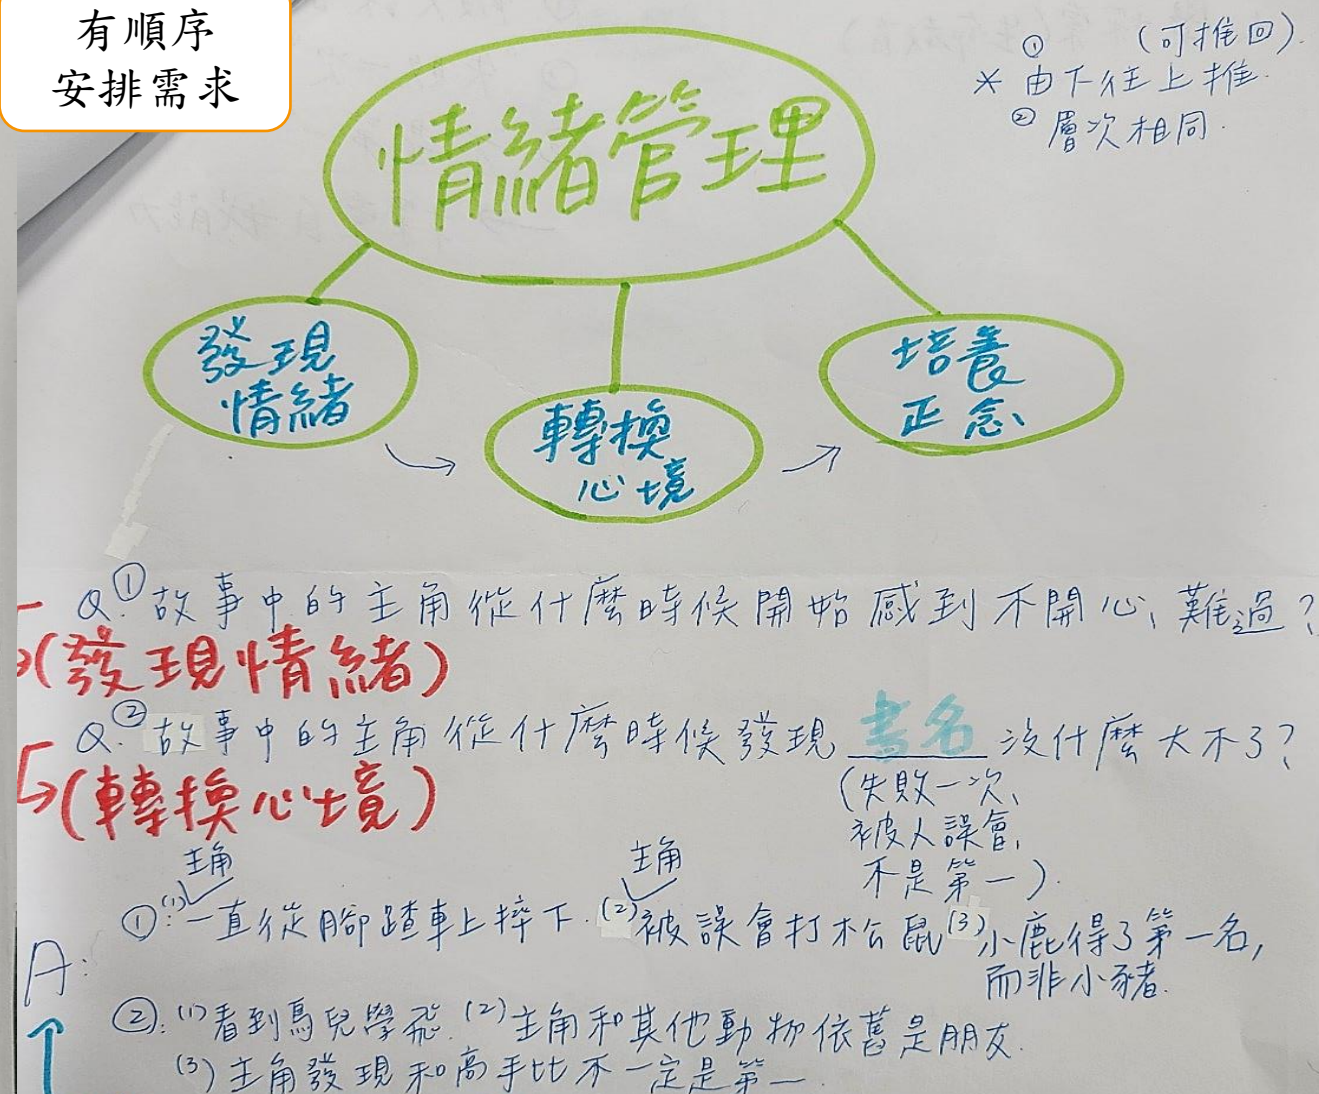 有順序
安排需求
① (可推回).
* 由下往上推.
② 層次相同.
情緒管理
發現
情緒
轉換
心境
培養
正念
Q.①故事中的主角從什麼時候開始感到不開心、難過?
(發現情緒)
Q.②故事中的主角從什麼時候發現 書名 沒什麼大不了?
(轉換心境)
(失敗一次、
被人誤會、
不是第一).
主角
主角
A:
①:(1)一直從腳踏車上摔下.(2)被誤會打松鼠(3)小鹿得了第一名,
而非小豬.
②:(1)看到鳥兒學飛.(2)主角和其他動物依舊是朋友.
(3)主角發現和高手比不一定是第一.